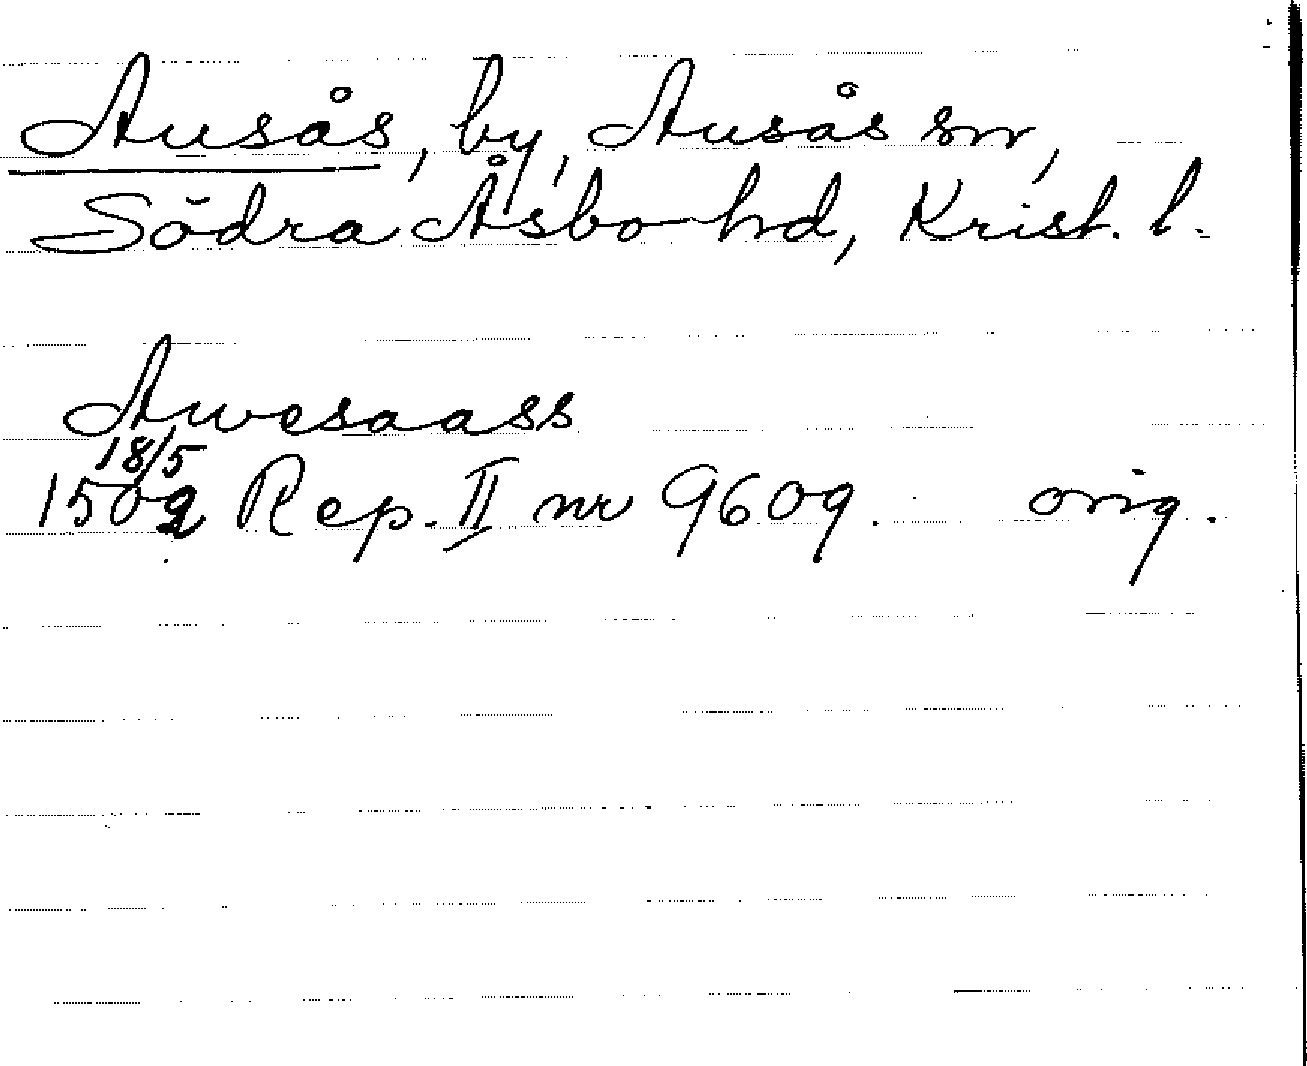 Ausås, by, Ausås sn,
Södra Åsbo hd, Krist. l.
Awesaass
18/5
1502 Rep. II nr 9609. orig.